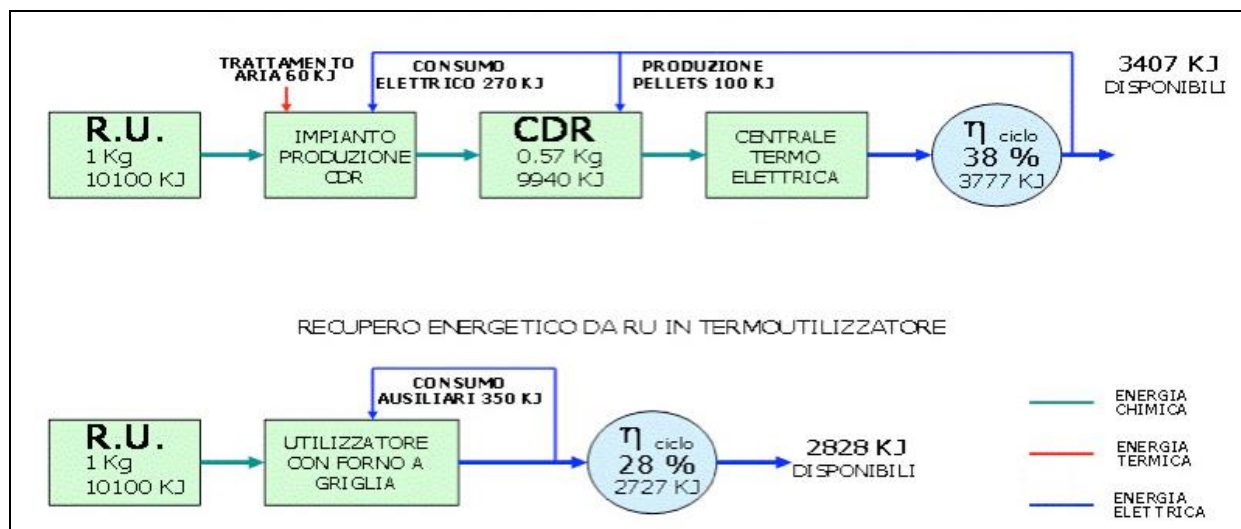 TRATTAMENTO
ARIA 60 KJ
CONSUMO
ELETTRICO 270 KJ
PRODUZIONE
PELLETS 100 KJ
3407 KJ
DISPONIBILI
R.U.
1 Kg
10100 KJ
IMPIANTO
PRODUZIONE
CDR
CDR
0.57 Kg
9940 KJ
CENTRALE
TERMO
ELETTRICA
η ciclo
38 %
3777 KJ
RECUPERO ENERGETICO DA RU IN TERMOUTILIZZATORE
CONSUMO
AUSILIARI 350 KJ
R.U.
1 Kg
10100 KJ
UTILIZZATORE
CON FORNO A
GRIGLIA
η ciclo
28 %
2727 KJ
2828 KJ
DISPONIBILI
ENERGIA
CHIMICA
ENERGIA
TERMICA
ENERGIA
ELETTRICA